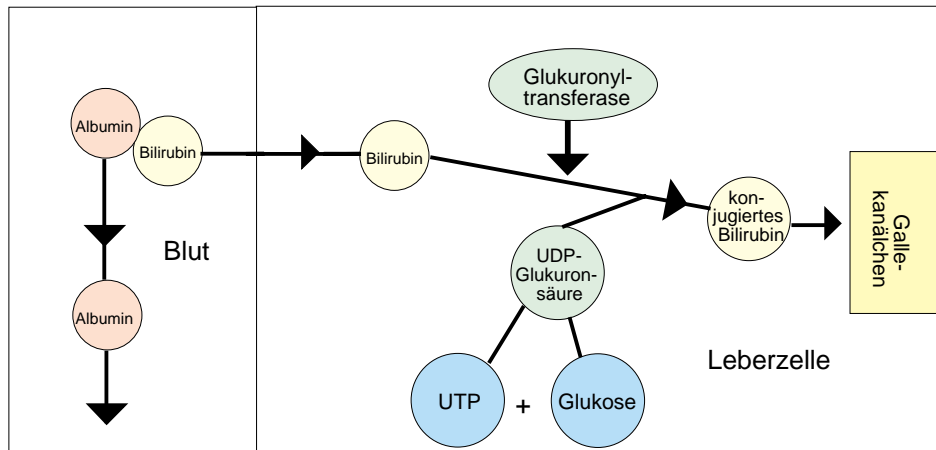 Glukuronyl-
transferase
Albumin
Bilirubin
Bilirubin
kon-
jugiertes
Bilirubin
Galle-
kanälchen
Blut
UDP-
Glukuron-
säure
Albumin
Leberzelle
UTP
+
Glukose